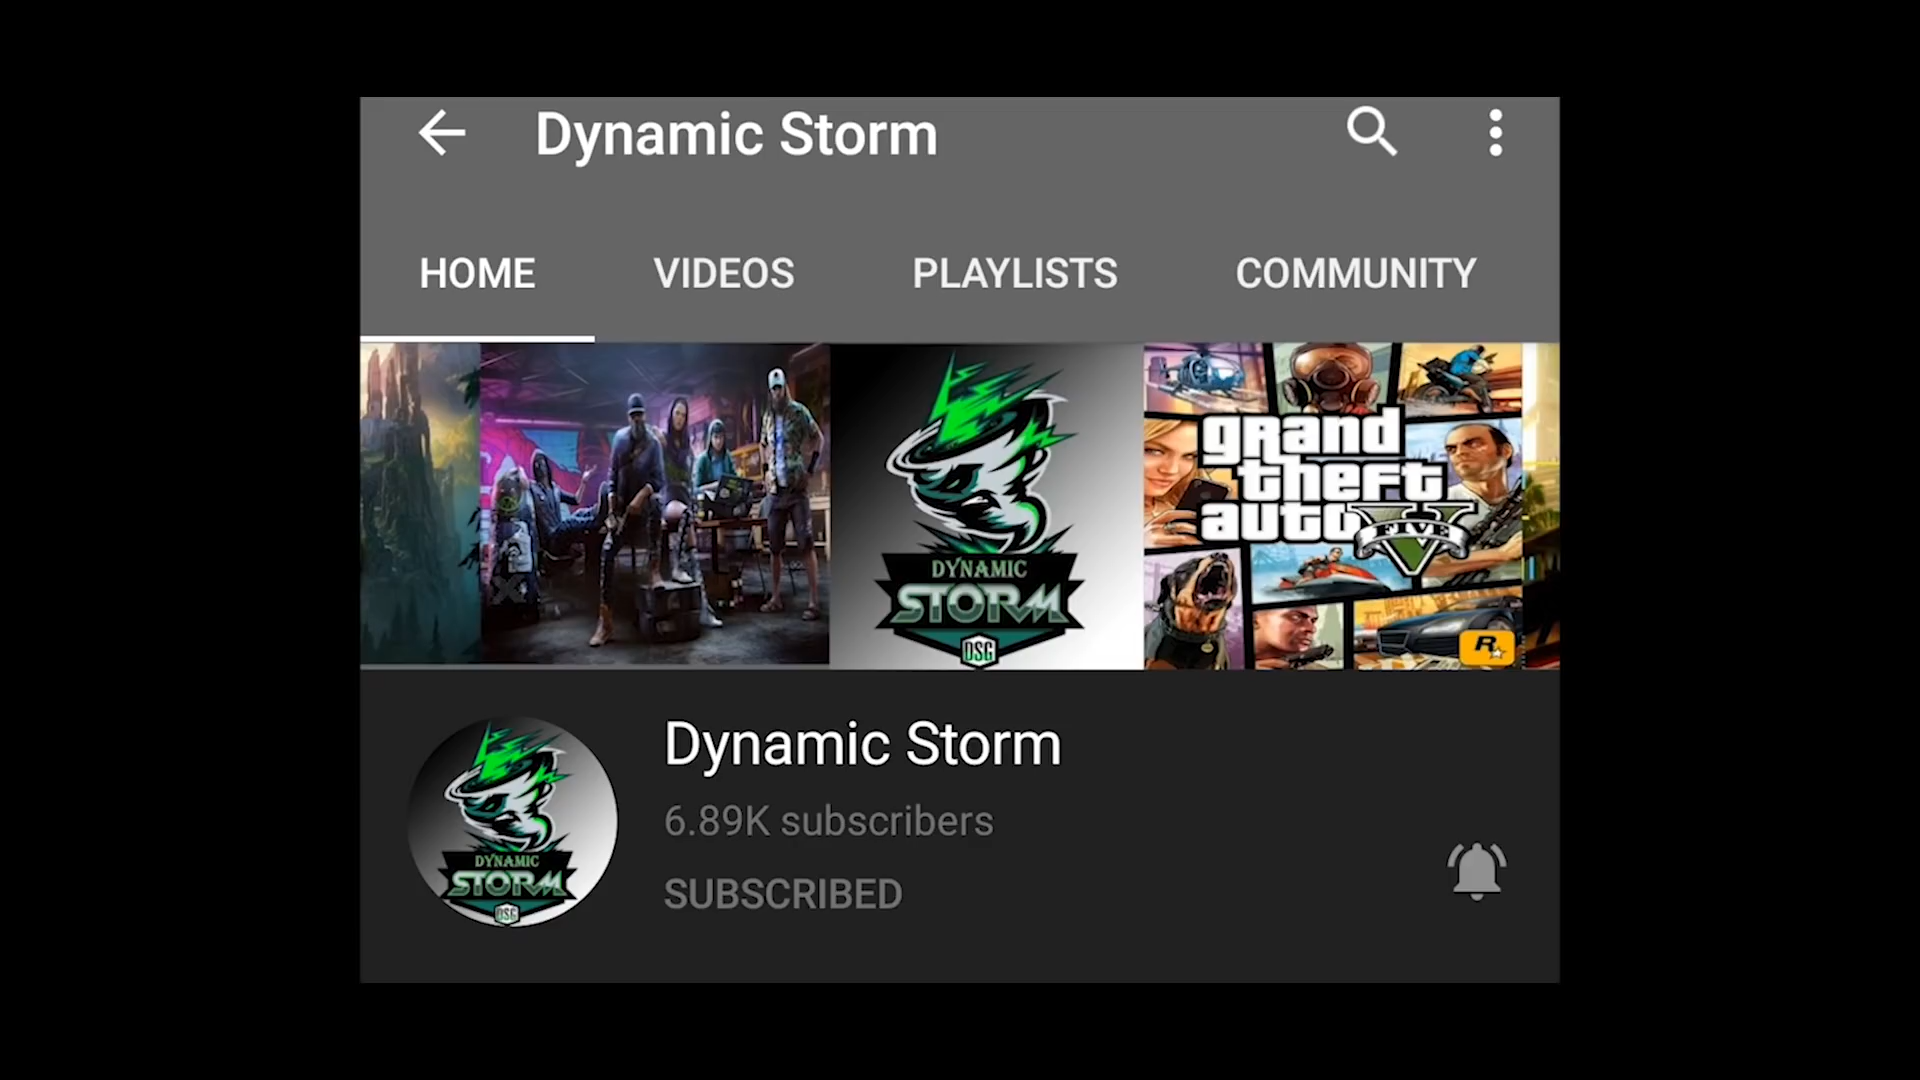 Dynamic Storm
HOME VIDEOS PLAYLISTS COMMUNITY
DYNAMIC
STORM
DSG
grand
theft
auto
FIVE
V
R
Dynamic Storm
6.89K subscribers
SUBSCRIBED
DYNAMIC
STORM
DSG